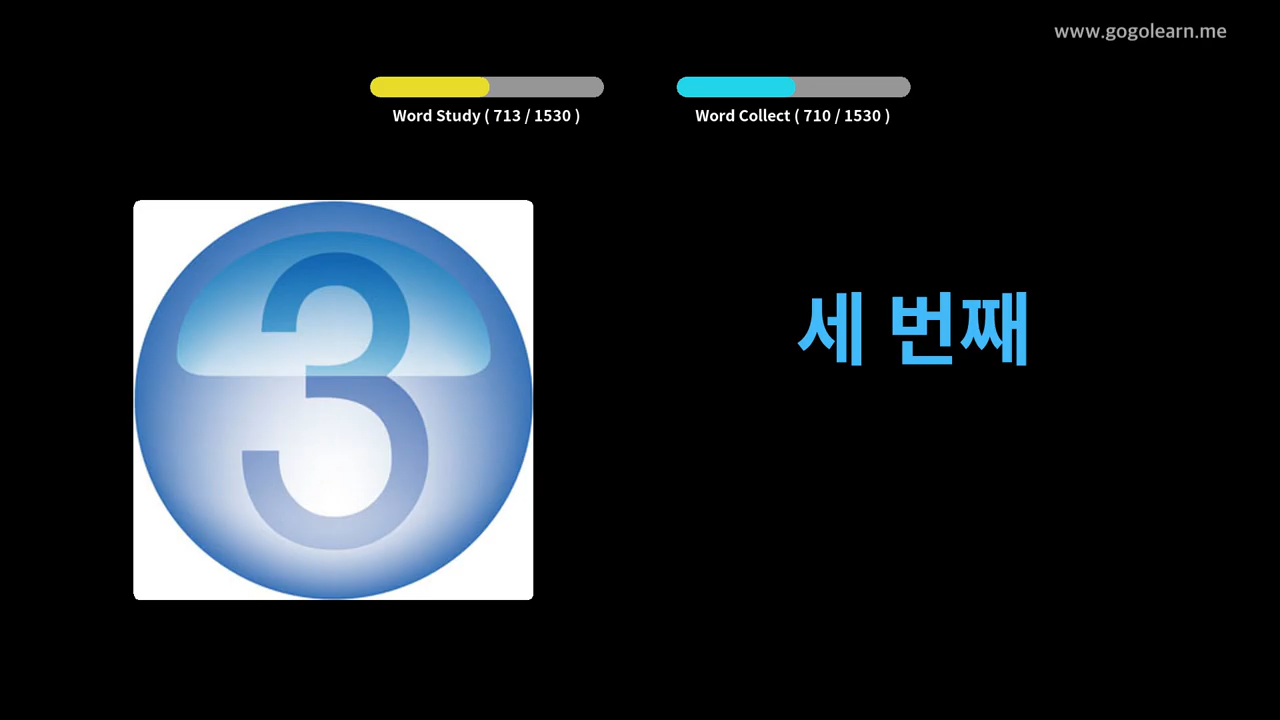 www.gogolearn.me
Word Study ( 713 / 1530 )
Word Collect ( 710 / 1530 )
3
세 번째